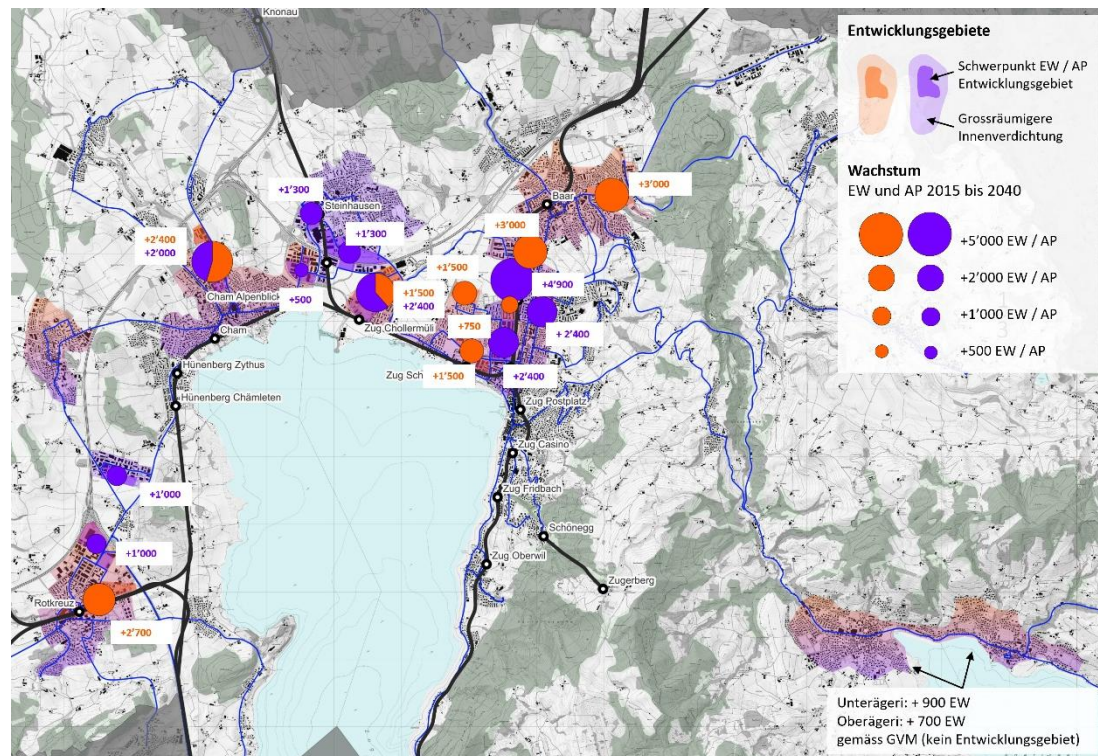 Knonau
Entwicklungsgebiete
Schwerpunkt EW / AP
Entwicklungsgebiet
Grossräumigere
Innenverdichtung
Wachstum
EW und AP 2015 bis 2040
+5'000 EW / AP
+2'000 EW / AP
+1'000 EW / AP
+500 EW / AP
+1'300
Steinhausen
+1'300
Baar
+3'000
+3'000
+2'400
+2'000
+1'500
+4'900
Cham Alpenblick
+500
+1'500
+2'400
Zug Chollermüli
+750
+ 2'400
Cham
Hünenberg Zythus
Zug Sch
+1'500
+2'400
Hünenberg Chämleten
Zug Postplatz
Zug Casino
+1'000
Zug Fridbach
Schönegg
+1'000
Zug Oberwil
Zugerberg
Rotkreuz
+2'700
Unterägeri: + 900 EW
Oberägeri: + 700 EW
gemäss GVM (kein Entwicklungsgebiet)